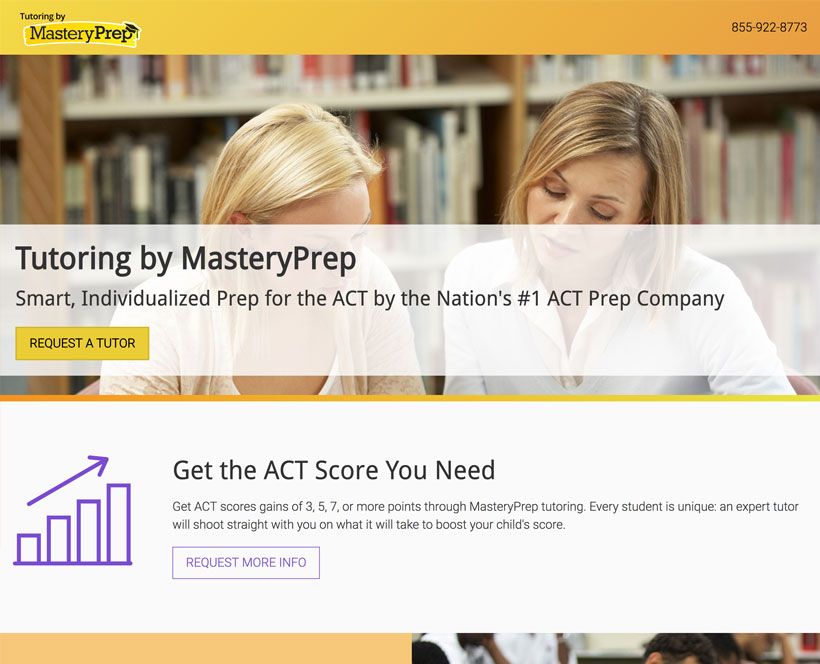 Tutoring by
MasteryPrep
855-922-8773
Tutoring by MasteryPrep
Smart, Individualized Prep for the ACT by the Nation's #1 ACT Prep Company
REQUEST A TUTOR
Get the ACT Score You Need
Get ACT scores gains of 3, 5, 7, or more points through MasteryPrep tutoring. Every student is unique: an expert tutor
will shoot straight with you on what it will take to boost your child's score.
REQUEST MORE INFO